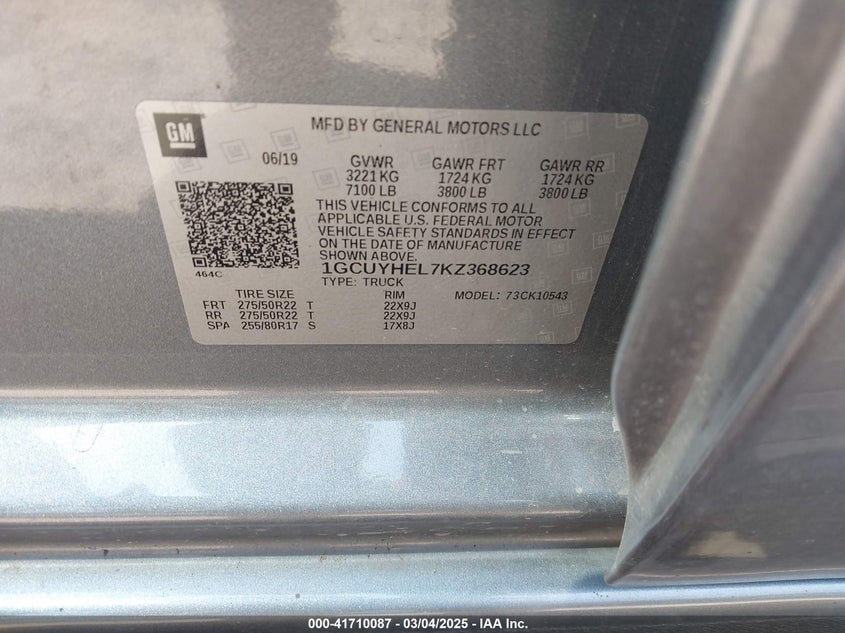 GM
MFD BY GENERAL MOTORS LLC
06/19 GVWR GAWR FRT GAWR RR
3221 KG 1724 KG 1724 KG
7100 LB 3800 LB 3800 LB
THIS VEHICLE CONFORMS TO ALL
APPLICABLE U.S. FEDERAL MOTOR
VEHICLE SAFETY STANDARDS IN EFFECT
ON THE DATE OF MANUFACTURE
SHOWN ABOVE.
464C
1GCUYHEL7KZ368623
TYPE: TRUCK
TIRE SIZE RIM MODEL: 73CK10543
FRT 275/50R22 T 22X9J
RR 275/50R22 T 22X9J
SPA 255/80R17 S 17X8J
000-41710087 — 03/04/2025 — IAA Inc.